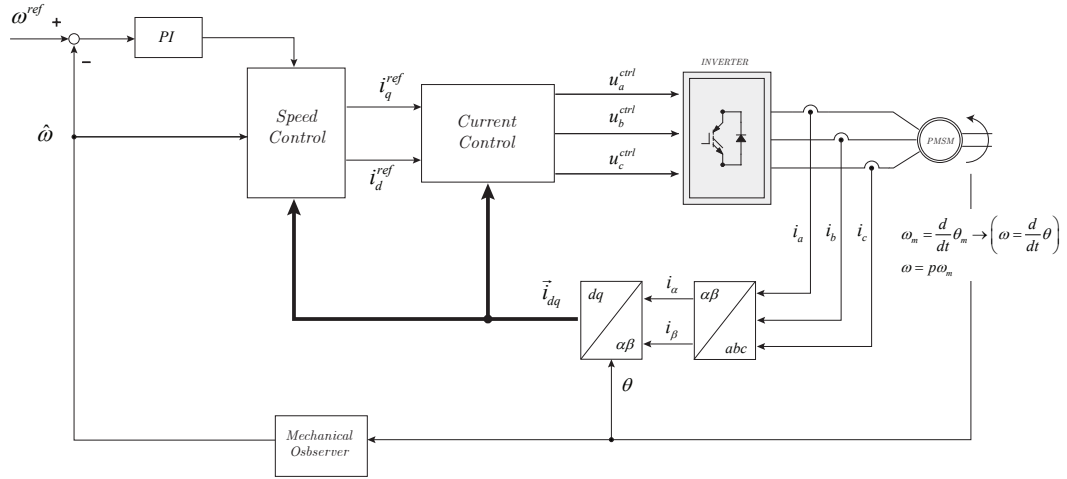 ω^ref +
−
PI
ω̂
Speed
Control
i_q^ref
i_d^ref
Current
Control
u_a^ctrl
u_b^ctrl
u_c^ctrl
INVERTER
PMSM
i_a i_b i_c
ω_m = d/dt θ_m → (ω = d/dt θ)
ω = pω_m
i⃗_dq
dq
αβ
i_α
i_β
αβ
abc
θ
Mechanical
Osbserver